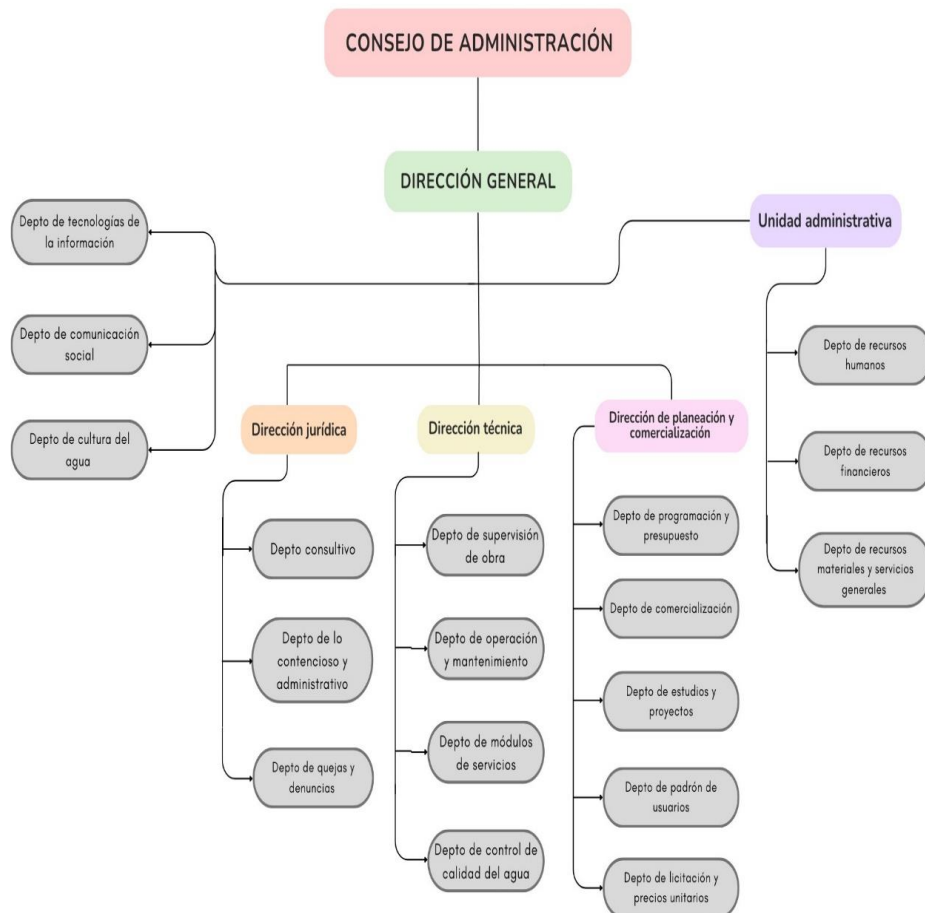 CONSEJO DE ADMINISTRACIÓN
DIRECCIÓN GENERAL
Unidad administrativa
Depto de tecnologías de
la información
Depto de comunicación
social
Depto de cultura del
agua
Depto de recursos
humanos
Depto de recursos
financieros
Depto de recursos
materiales y servicios
generales
Dirección jurídica
Depto consultivo
Depto de lo
contencioso y
administrativo
Depto de quejas y
denuncias
Dirección técnica
Depto de supervisión
de obra
Depto de operación
y mantenimiento
Depto de módulos
de servicios
Depto de control de
calidad del agua
Dirección de planeación y
comercialización
Depto de programación y
presupuesto
Depto de comercialización
Depto de estudios y
proyectos
Depto de padrón de
usuarios
Depto de licitación y
precios unitarios